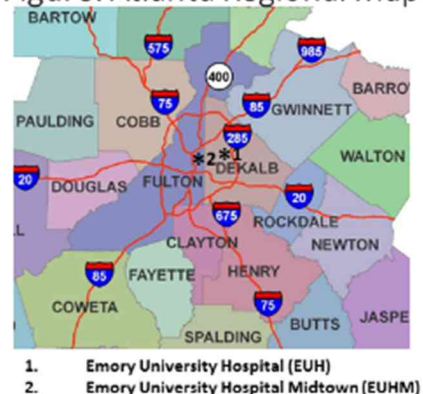 BARTOW
575
985
400
75
85
BARRO
GWINNETT
PAULDING
COBB
285
*2 *1
WALTON
DEKALB
20
DOUGLAS
FULTON
20
675
ROCKDALE
CLAYTON
NEWTON
85
FAYETTE
HENRY
COWETA
75
BUTTS
JASPE
SPALDING
1. Emory University Hospital (EUH)
2. Emory University Hospital Midtown (EUHM)